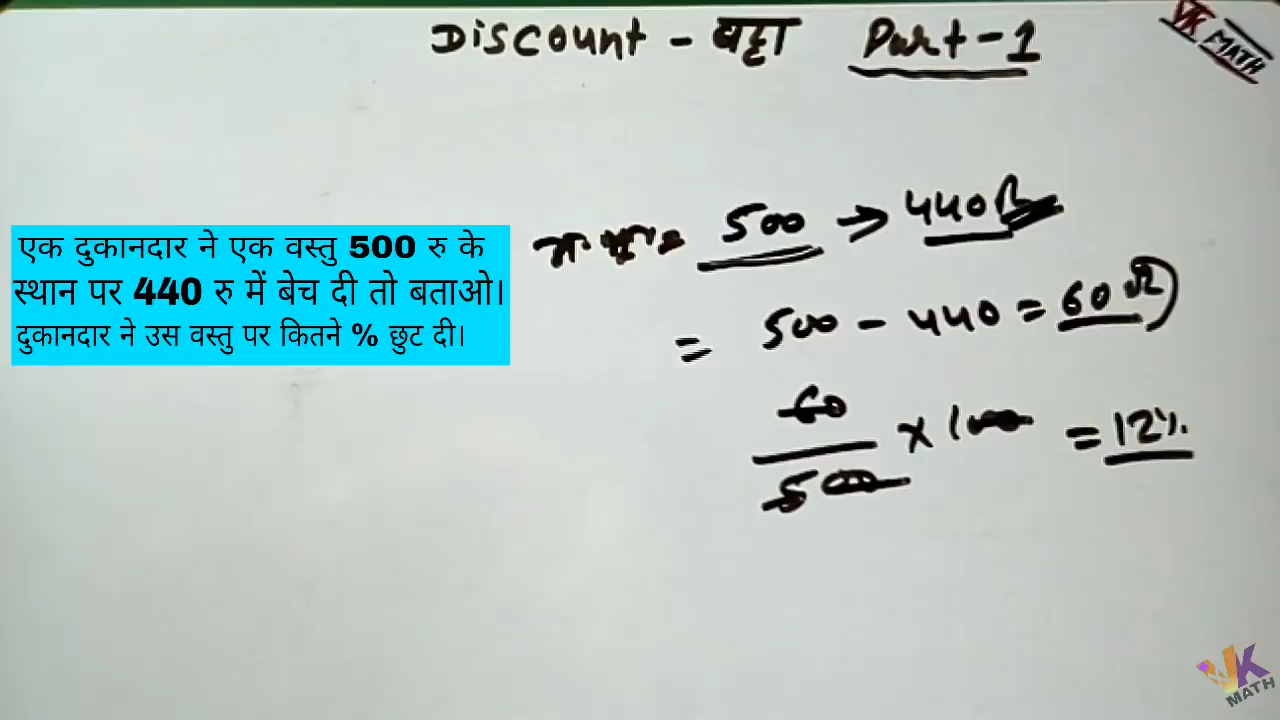 Discount - बट्टा Part-1
VK MATH
एक दुकानदार ने एक वस्तु 500 रु के
स्थान पर 440 रु में बेच दी तो बताओ।
दुकानदार ने उस वस्तु पर कितने % छुट दी।
500 → 440
= 500 - 440 = 60
60
500
× 100 = 12%
VK
MATH